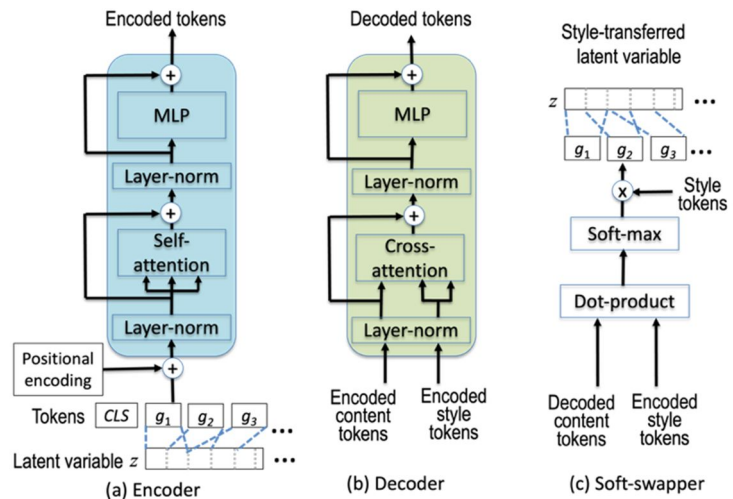 Encoded tokens
+
MLP
Layer-norm
+
Self-
attention
Layer-norm
Positional
encoding
+
Tokens CLS g1 g2 g3 •••
Latent variable z •••
(a) Encoder
Decoded tokens
+
MLP
Layer-norm
+
Cross-
attention
Layer-norm
Encoded
content
tokens
Encoded
style
tokens
(b) Decoder
Style-transferred
latent variable
z •••
g1 g2 g3 •••
x
Style
tokens
Soft-max
Dot-product
Decoded
content
tokens
Encoded
style
tokens
(c) Soft-swapper